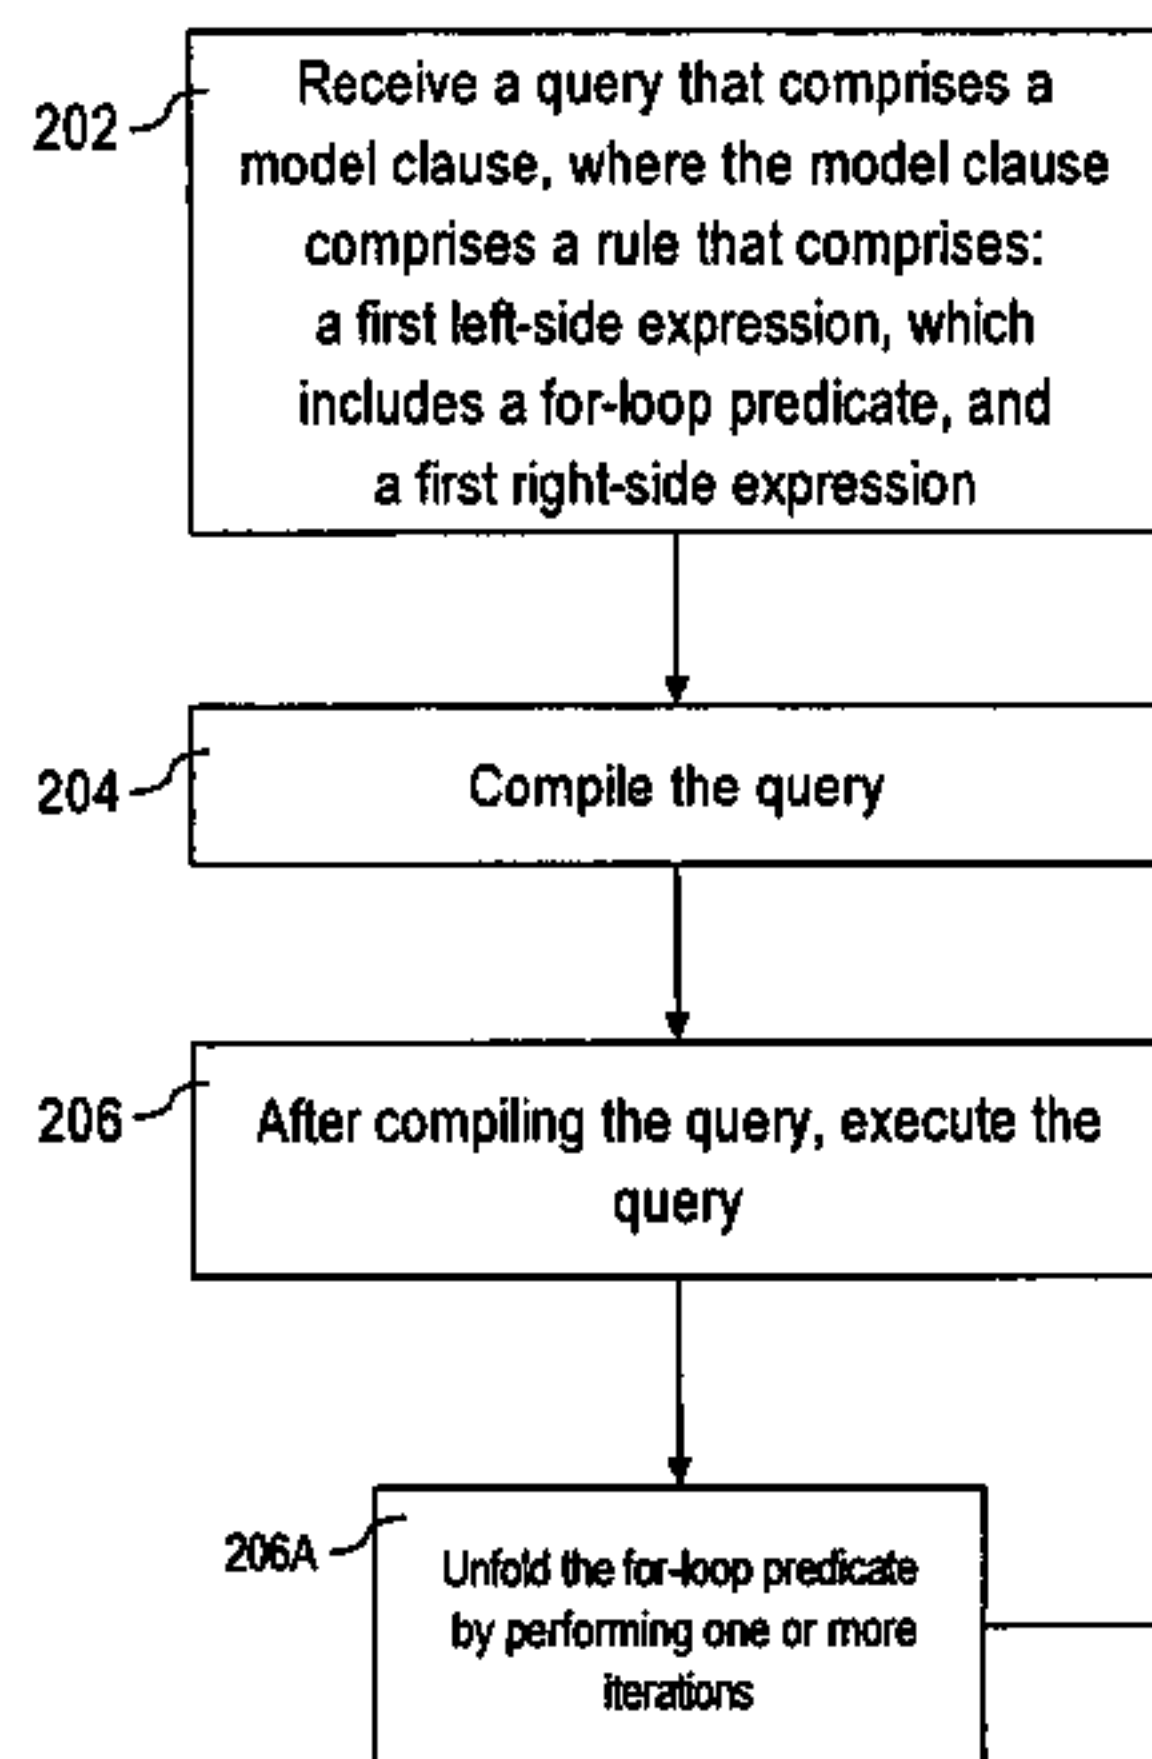 202
Receive a query that comprises a
model clause, where the model clause
comprises a rule that comprises:
a first left-side expression, which
includes a for-loop predicate, and
a first right-side expression
204
Compile the query
206
After compiling the query, execute the
query
206A
Unfold the for-loop predicate
by performing one or more
iterations